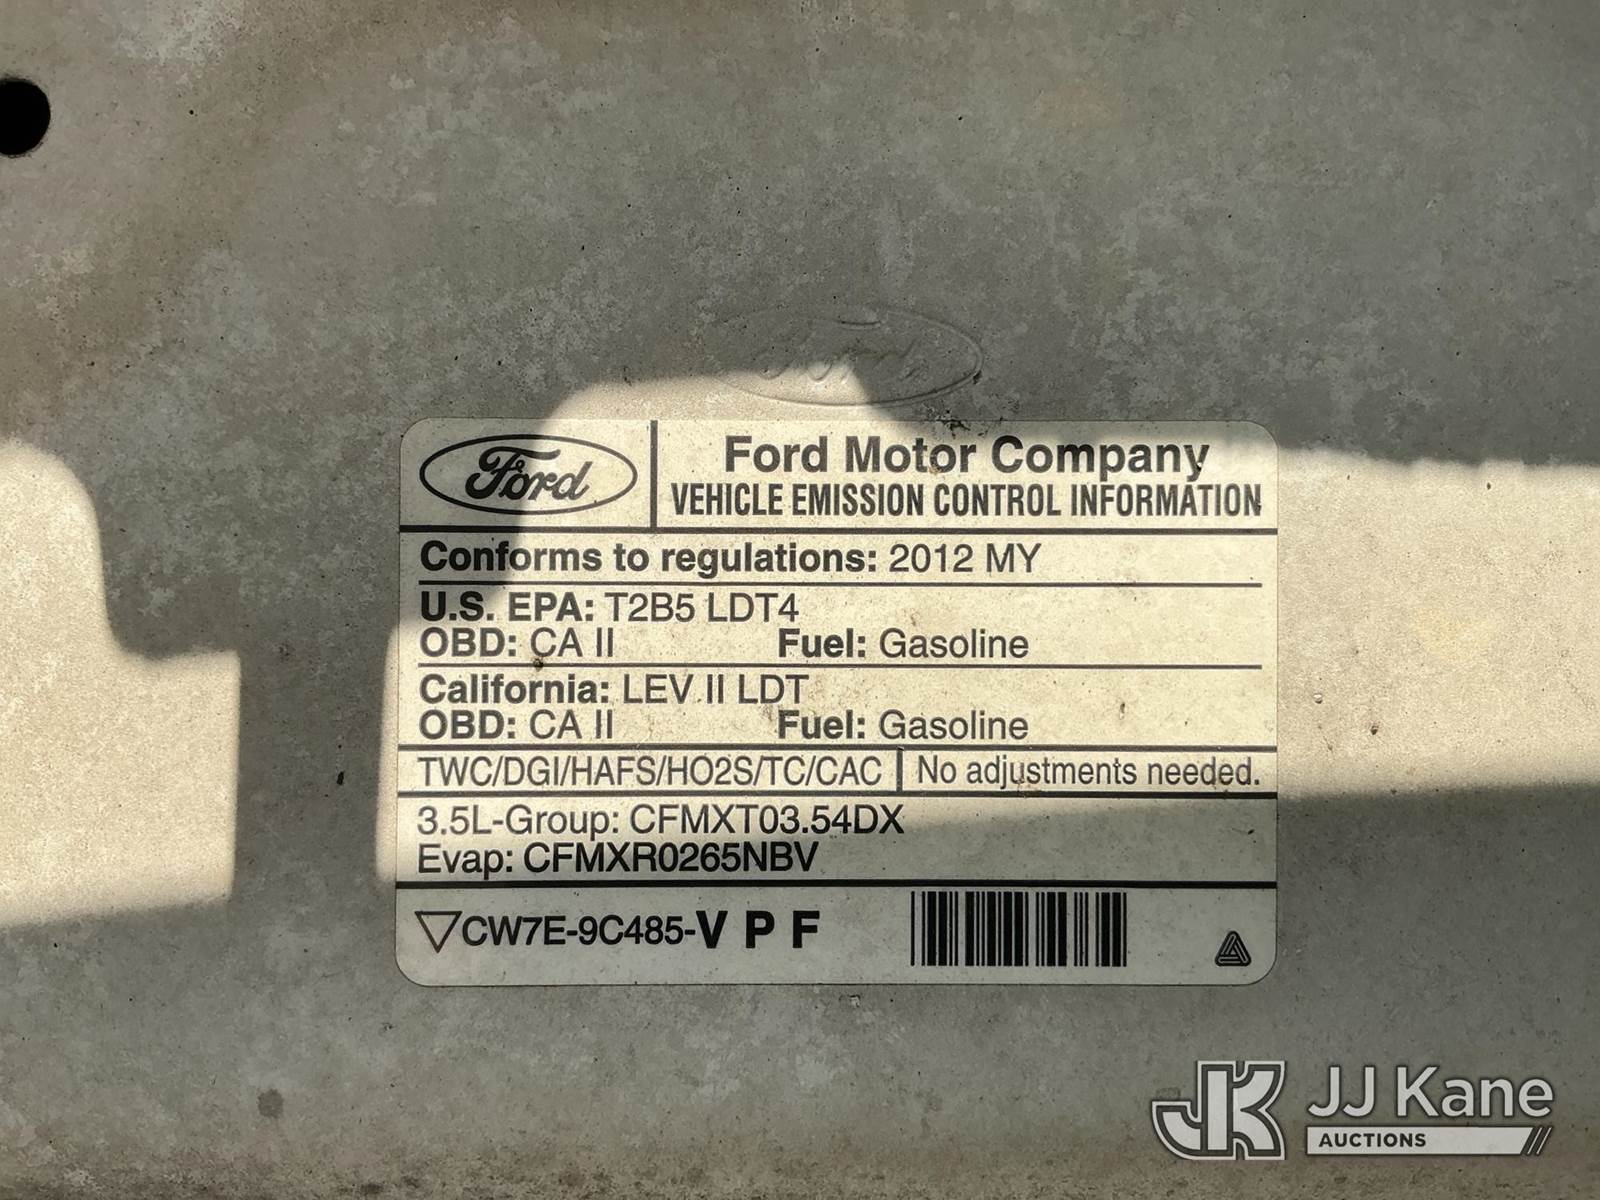 Ford
Ford
Ford Motor Company
VEHICLE EMISSION CONTROL INFORMATION
Conforms to regulations: 2012 MY
U.S. EPA: T2B5 LDT4
OBD: CA II Fuel: Gasoline
California: LEV II LDT
OBD: CA II Fuel: Gasoline
TWC/DGI/HAFS/HO2S/TC/CAC No adjustments needed.
3.5L-Group: CFMXT03.54DX
Evap: CFMXR0265NBV
CW7E-9C485-V P F
JK JJ Kane
AUCTIONS